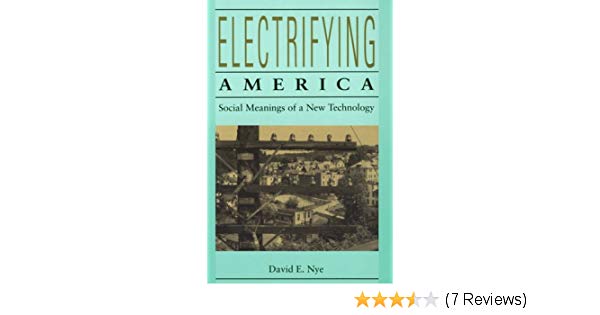 ELECTRIFYING
AMERICA
Social Meanings of a New Technology
David E. Nye
(7 Reviews)